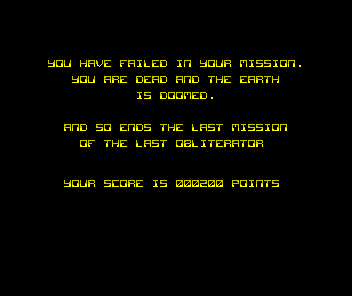 YOU HAVE FAILED IN YOUR MISSION.
YOU ARE DEAD AND THE EARTH
IS DOOMED.
AND SO ENDS THE LAST MISSION
OF THE LAST OBLITERATOR
YOUR SCORE IS 000200 POINTS